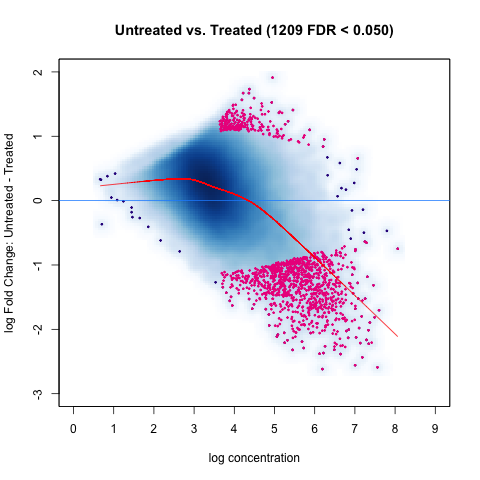 Untreated vs. Treated (1209 FDR < 0.050)
log Fold Change: Untreated - Treated
2
1
0
-1
-2
-3
0 1 2 3 4 5 6 7 8 9
log concentration